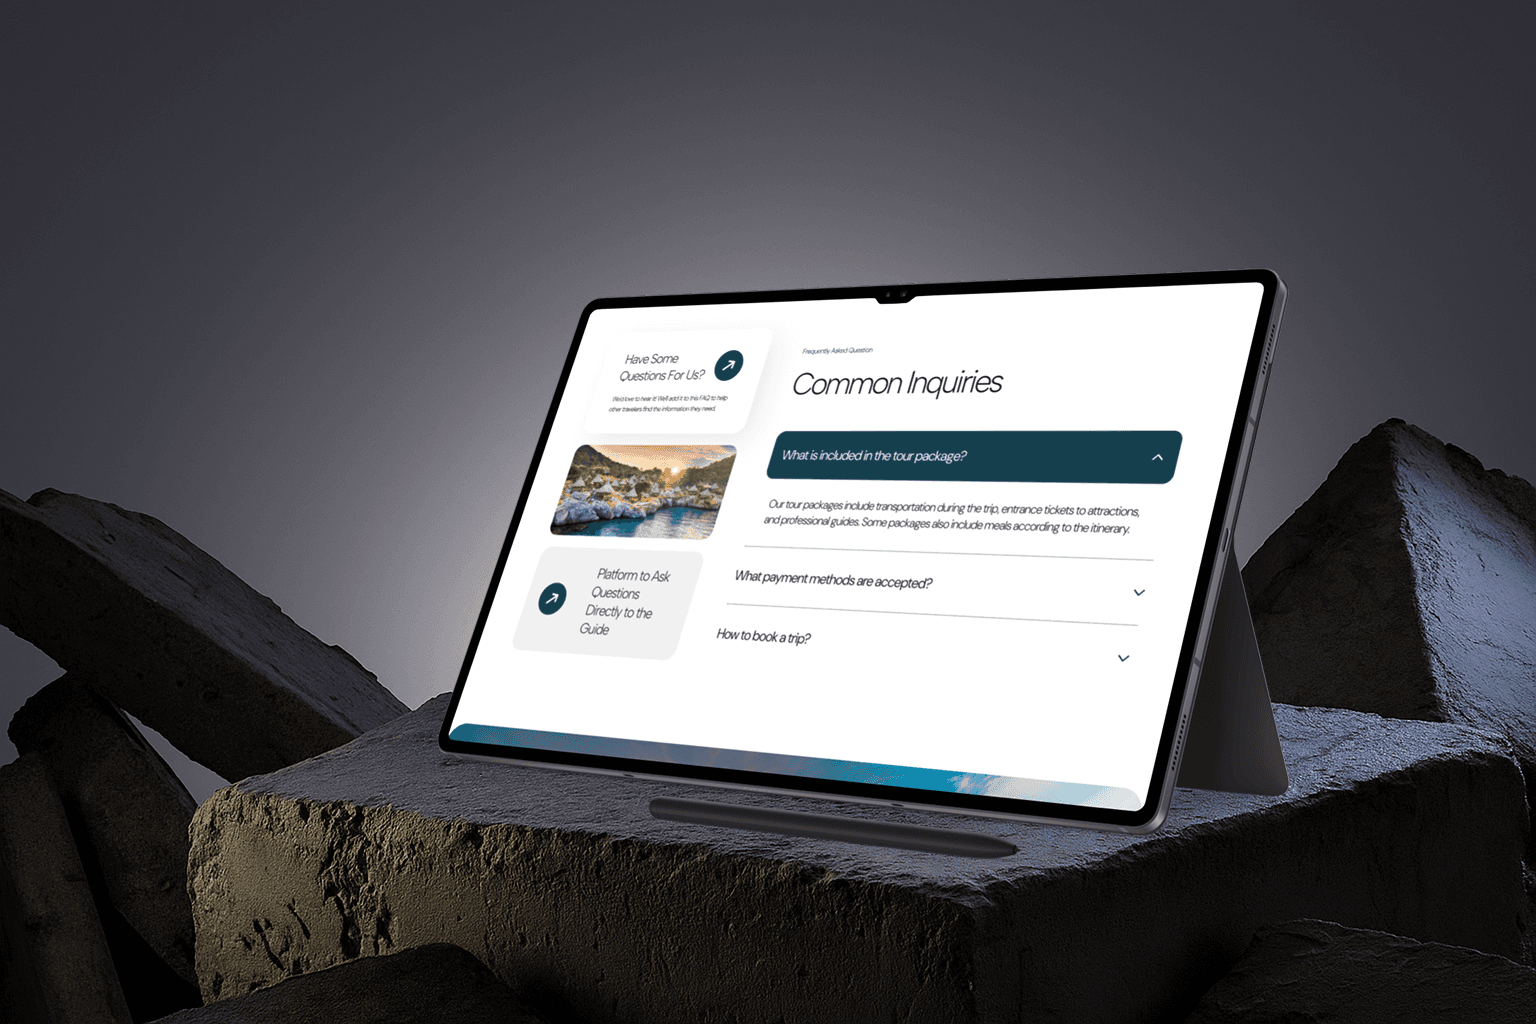 Have Some
Questions For Us?
We'd love to hear it! We'll add it to this FAQ to help
other travelers find the information they need.
Platform to Ask
Questions
Directly to the
Guide
Frequently Asked Question
Common Inquiries
What is included in the tour package?
Our tour packages include transportation during the trip, entrance tickets to attractions,
and professional guides. Some packages also include meals according to the itinerary.
What payment methods are accepted?
How to book a trip?